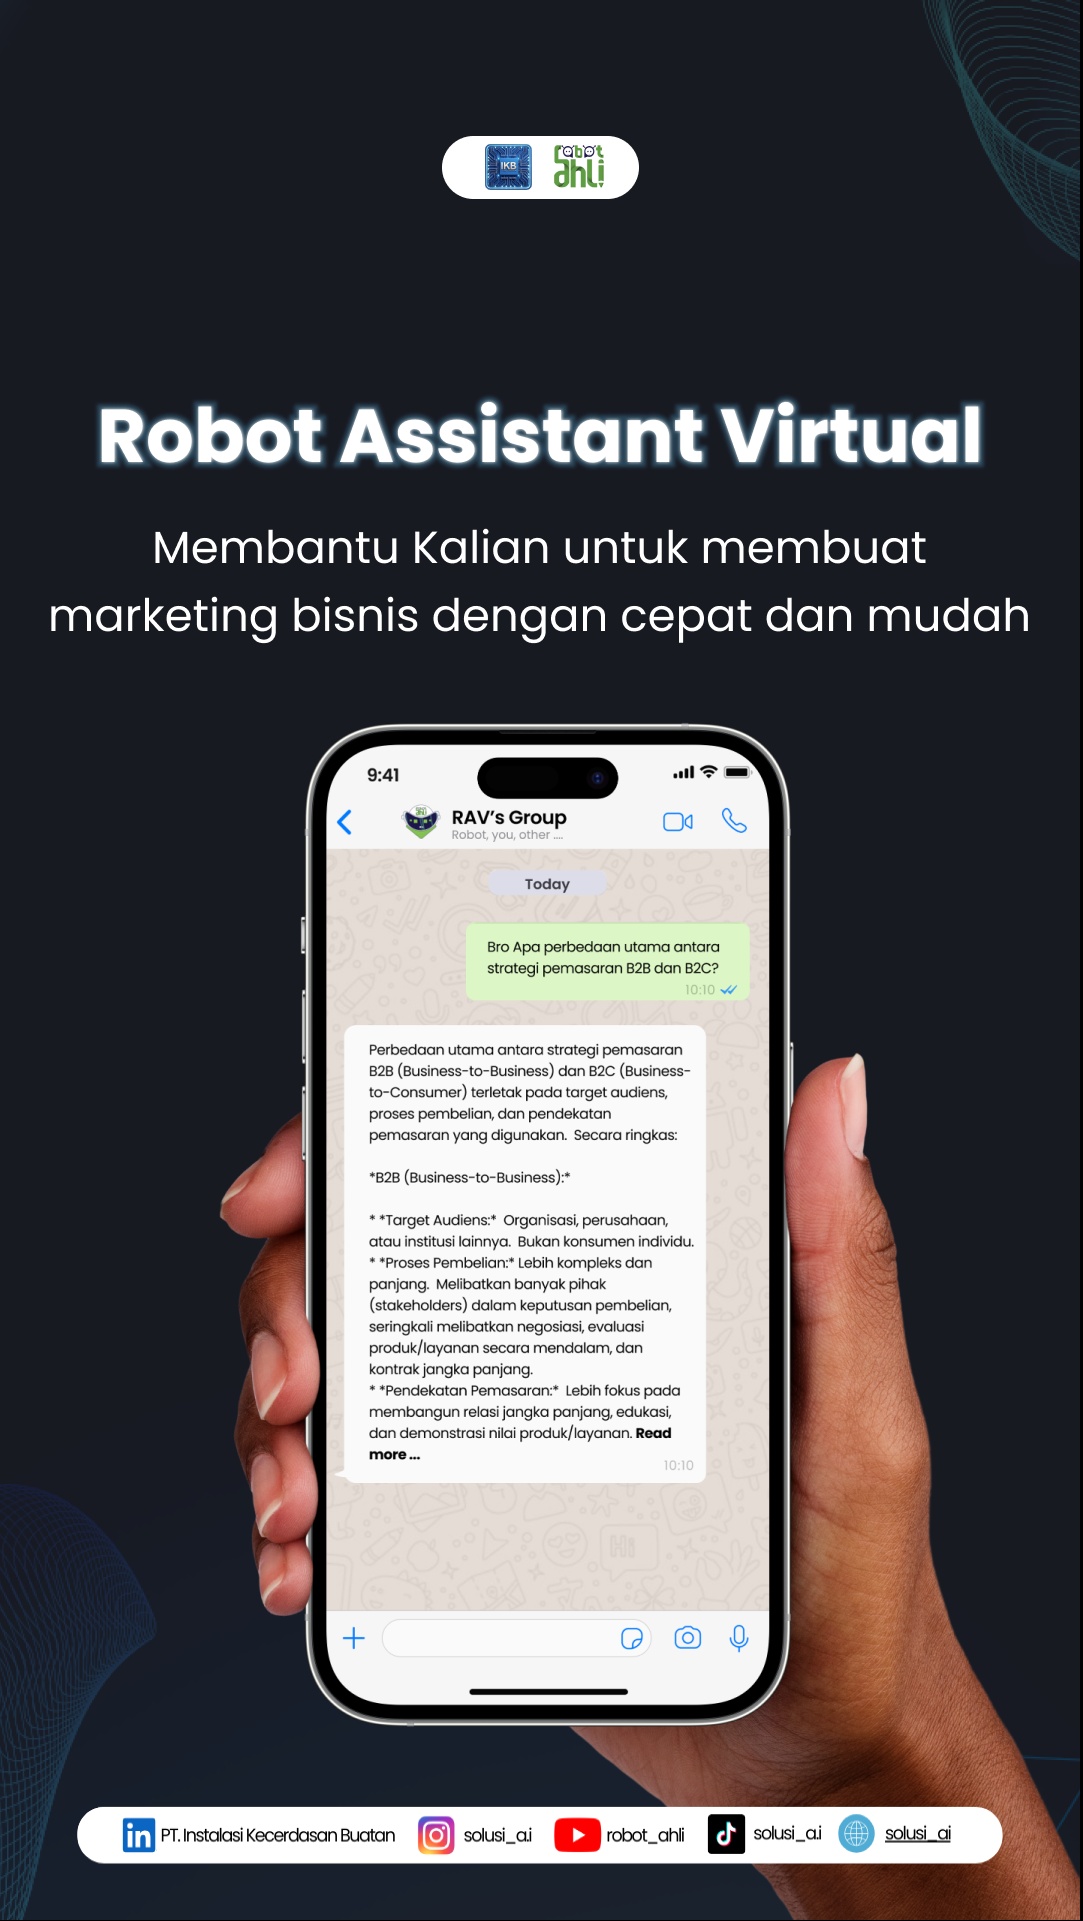 IKB
robot
ahli
Robot Assistant Virtual
Membantu Kalian untuk membuat
marketing bisnis dengan cepat dan mudah
9:41
RAV's Group
Robot, you, other ....
Today
Bro Apa perbedaan utama antara
strategi pemasaran B2B dan B2C?
10:10
Perbedaan utama antara strategi pemasaran
B2B (Business-to-Business) dan B2C (Business-
to-Consumer) terletak pada target audiens,
proses pembelian, dan pendekatan
pemasaran yang digunakan.  Secara ringkas:
*B2B (Business-to-Business):*
* *Target Audiens:*  Organisasi, perusahaan,
atau institusi lainnya.  Bukan konsumen individu.
* *Proses Pembelian:* Lebih kompleks dan
panjang.  Melibatkan banyak pihak
(stakeholders) dalam keputusan pembelian,
seringkali melibatkan negosiasi, evaluasi
produk/layanan secara mendalam, dan
kontrak jangka panjang.
* *Pendekatan Pemasaran:*  Lebih fokus pada
membangun relasi jangka panjang, edukasi,
dan demonstrasi nilai produk/layanan. Read
more ...
10:10
Hi
in PT. Instalasi Kecerdasan Buatan solusi_a.i robot_ahli solusi_a.i solusi_ai